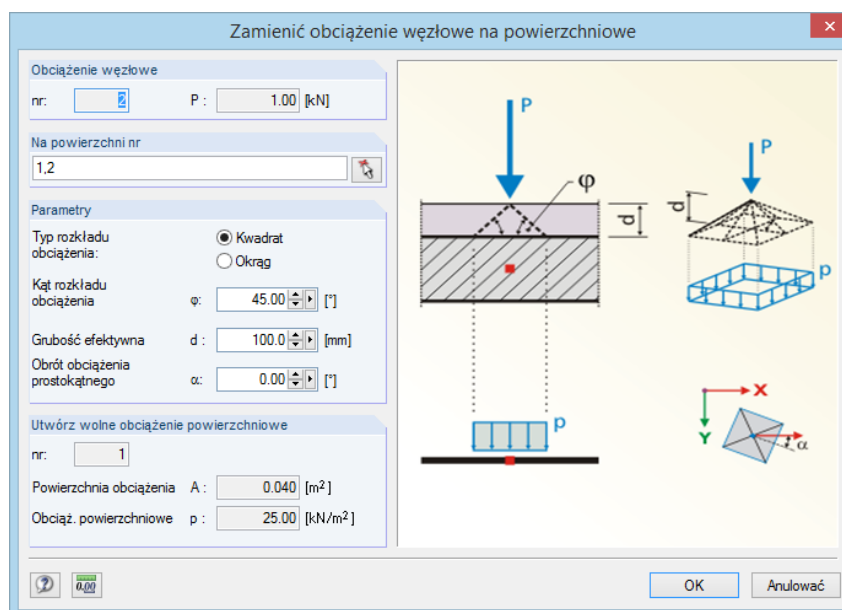 Zamienić obciążenie węzłowe na powierzchniowe
Obciążenie węzłowe
nr: 2 P : 1.00 [kN]
Na powierzchni nr
1,2
Parametry
Typ rozkładu obciążenia: Kwadrat
Okrąg
Kąt rozkładu obciążenia φ: 45.00 [°]
Grubość efektywna d : 100.0 [mm]
Obrót obciążenia prostokątnego α: 0.00 [°]
Utwórz wolne obciążenie powierzchniowe
nr: 1
Powierzchnia obciążenia A : 0.040 [m²]
Obciąż. powierzchniowe p : 25.00 [kN/m²]
P
φ
d
P
d
p
p
X
Y
α
0.00
OK Anulować